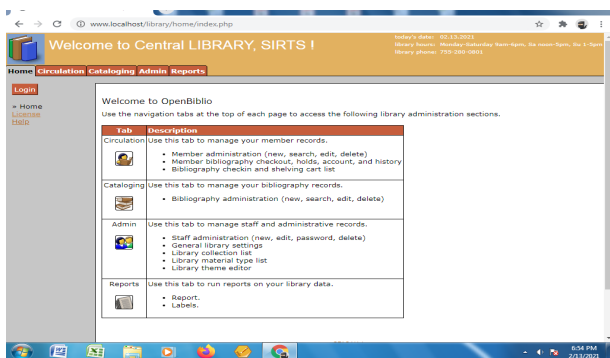 www.localhost/library/home/index.php
Welcome to Central LIBRARY, SIRTS !
today's date: 02.13.2021
library hours: Monday-Saturday 9am-6pm, Sa noon-5pm, Su 1-5pm
library phone: 755-260-0801
Home Circulation Cataloging Admin Reports
Login
» Home
License
Help
Welcome to OpenBiblio
Use the navigation tabs at the top of each page to access the following library administration sections.
Tab Description
Circulation Use this tab to manage your member records.
• Member administration (new, search, edit, delete)
• Member bibliography checkout, holds, account, and history
• Bibliography checkin and shelving cart list
Cataloging Use this tab to manage your bibliography records.
• Bibliography administration (new, search, edit, delete)
Admin Use this tab to manage staff and administrative records.
• Staff administration (new, edit, password, delete)
• General library settings
• Library collection list
• Library material type list
• Library theme editor
Reports Use this tab to run reports on your library data.
• Report.
• Labels.
6:54 PM
2/13/2021